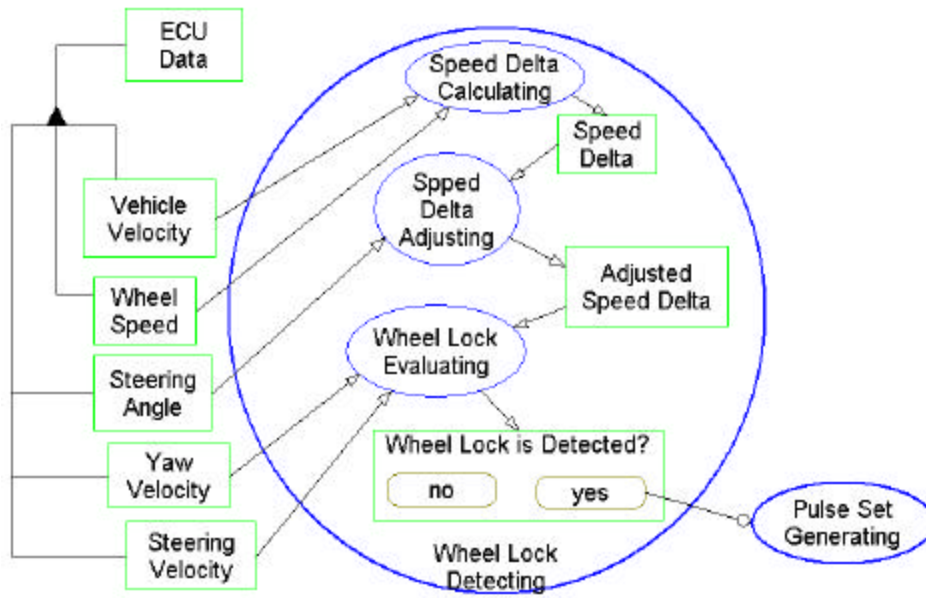 ECU
Data
Speed Delta
Calculating
Speed
Delta
Vehicle
Velocity
Spped
Delta
Adjusting
Wheel
Speed
Adjusted
Speed Delta
Steering
Angle
Wheel Lock
Evaluating
Yaw
Velocity
Wheel Lock is Detected?
no
yes
Steering
Velocity
Wheel Lock
Detecting
Pulse Set
Generating